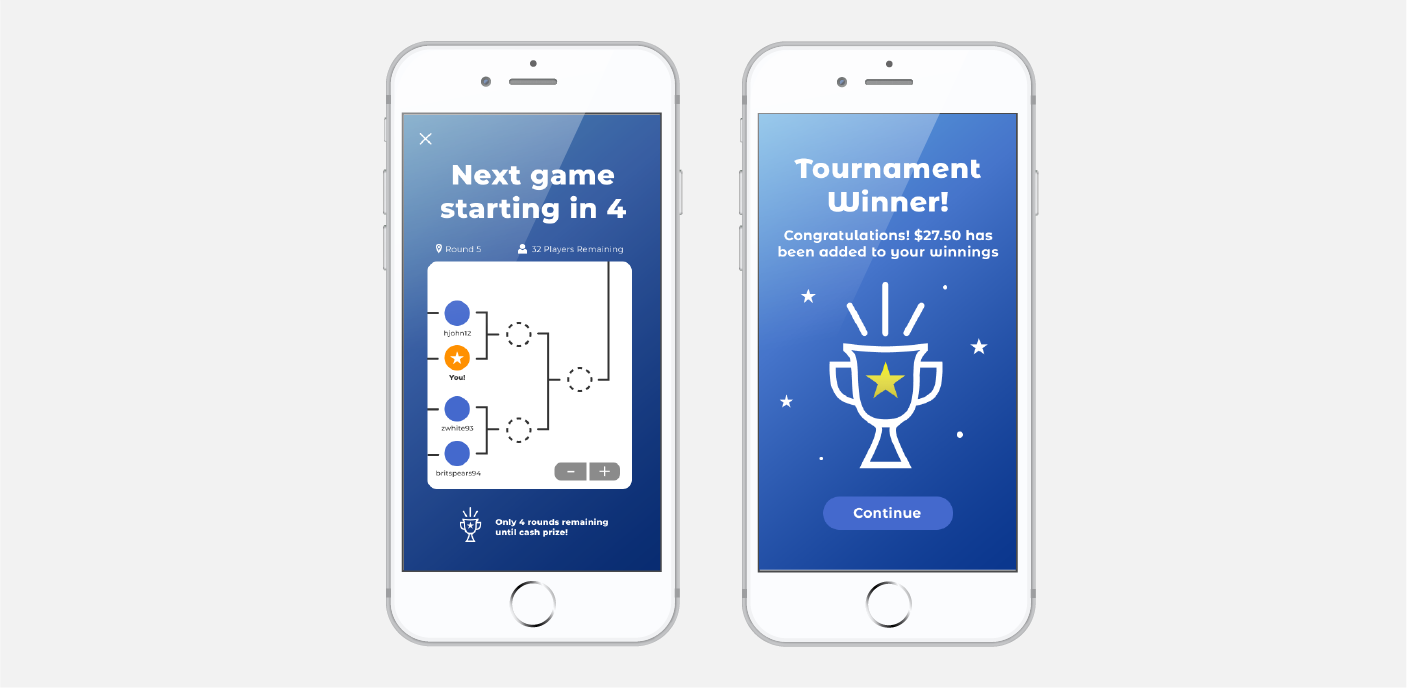 Next game
starting in 4
Round 5
32 Players Remaining
hjohn12
You!
zwhite93
britspears94
Only 4 rounds remaining
until cash prize!
Tournament
Winner!
Congratulations! $27.50 has
been added to your winnings
Continue